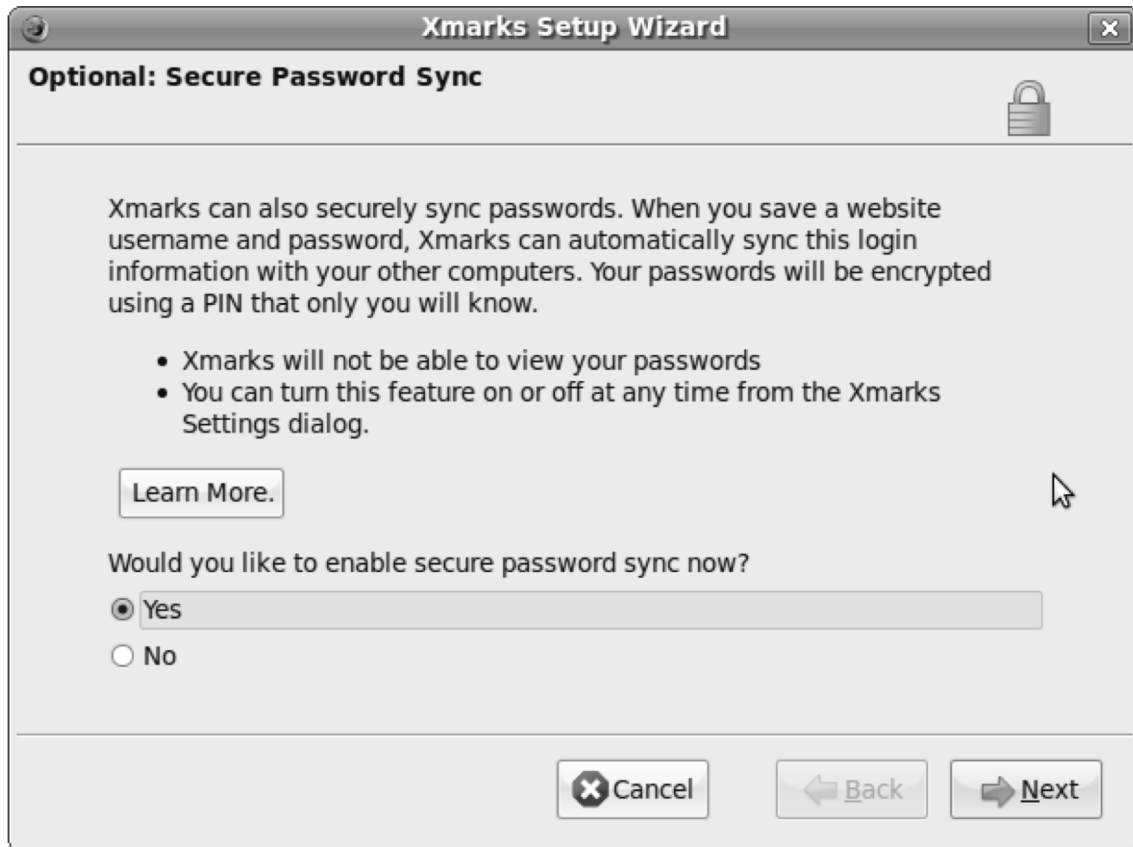 Xmarks Setup Wizard
Optional: Secure Password Sync
Xmarks can also securely sync passwords. When you save a website
username and password, Xmarks can automatically sync this login
information with your other computers. Your passwords will be encrypted
using a PIN that only you will know.
• Xmarks will not be able to view your passwords
• You can turn this feature on or off at any time from the Xmarks
Settings dialog.
Learn More.
Would you like to enable secure password sync now?
Yes
No
Cancel
Back
Next